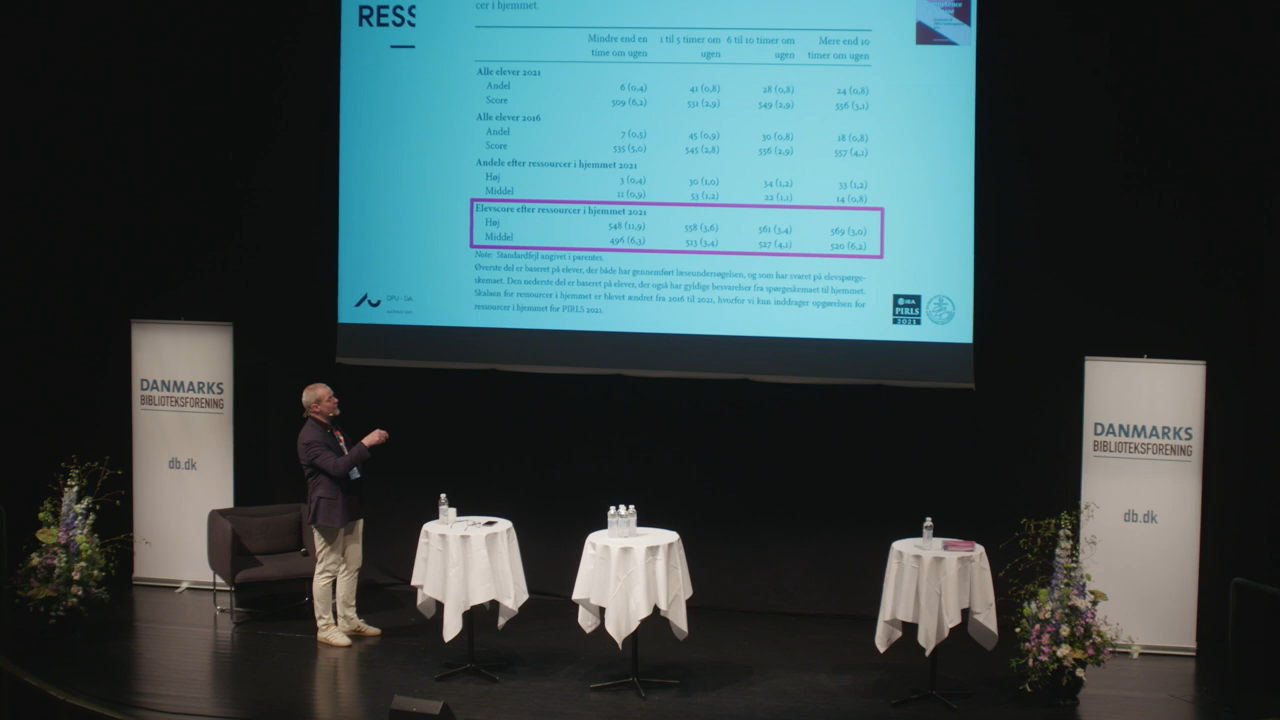 RESS
cer i hjemmet.
Mindre end en time om ugen
1 til 5 timer om ugen
6 til 10 timer om ugen
Mere end 10 timer om ugen
Alle elever 2021
Andel 6 (0,4) 41 (0,8) 28 (0,8) 24 (0,8)
Score 509 (6,2) 531 (2,9) 549 (2,9) 556 (3,1)
Alle elever 2016
Andel 7 (0,5) 45 (0,9) 30 (0,8) 18 (0,8)
Score 535 (5,0) 545 (2,8) 556 (2,9) 557 (4,1)
Andele efter ressourcer i hjemmet 2021
Høj 3 (0,4) 30 (1,0) 34 (1,2) 33 (1,2)
Middel 11 (0,9) 53 (1,2) 22 (1,1) 14 (0,8)
Elevscore efter ressourcer i hjemmet 2021
Høj 548 (11,9) 558 (3,6) 561 (3,4) 569 (3,0)
Middel 496 (6,3) 513 (3,4) 527 (4,1) 520 (6,2)
Note: Standardfejl angivet i parentes.
Øverste del er baseret på elever, der både har gennemført læseundersøgelsen, og som har svaret på elevspørge-
skemaet. Den nederste del er baseret på elever, der også har gyldige besvarelser fra spørgeskemaet til hjemmet.
Skalaen for ressourcer i hjemmet er blevet ændret fra 2016 til 2021, hvorfor vi kun inddrager opgørelsen for
ressourcer i hjemmet for PIRLS 2021.
DPU - DA
IEA
PIRLS
2021
DANMARKS
BIBLIOTEKSFORENING
db.dk
DANMARKS
BIBLIOTEKSFORENING
db.dk